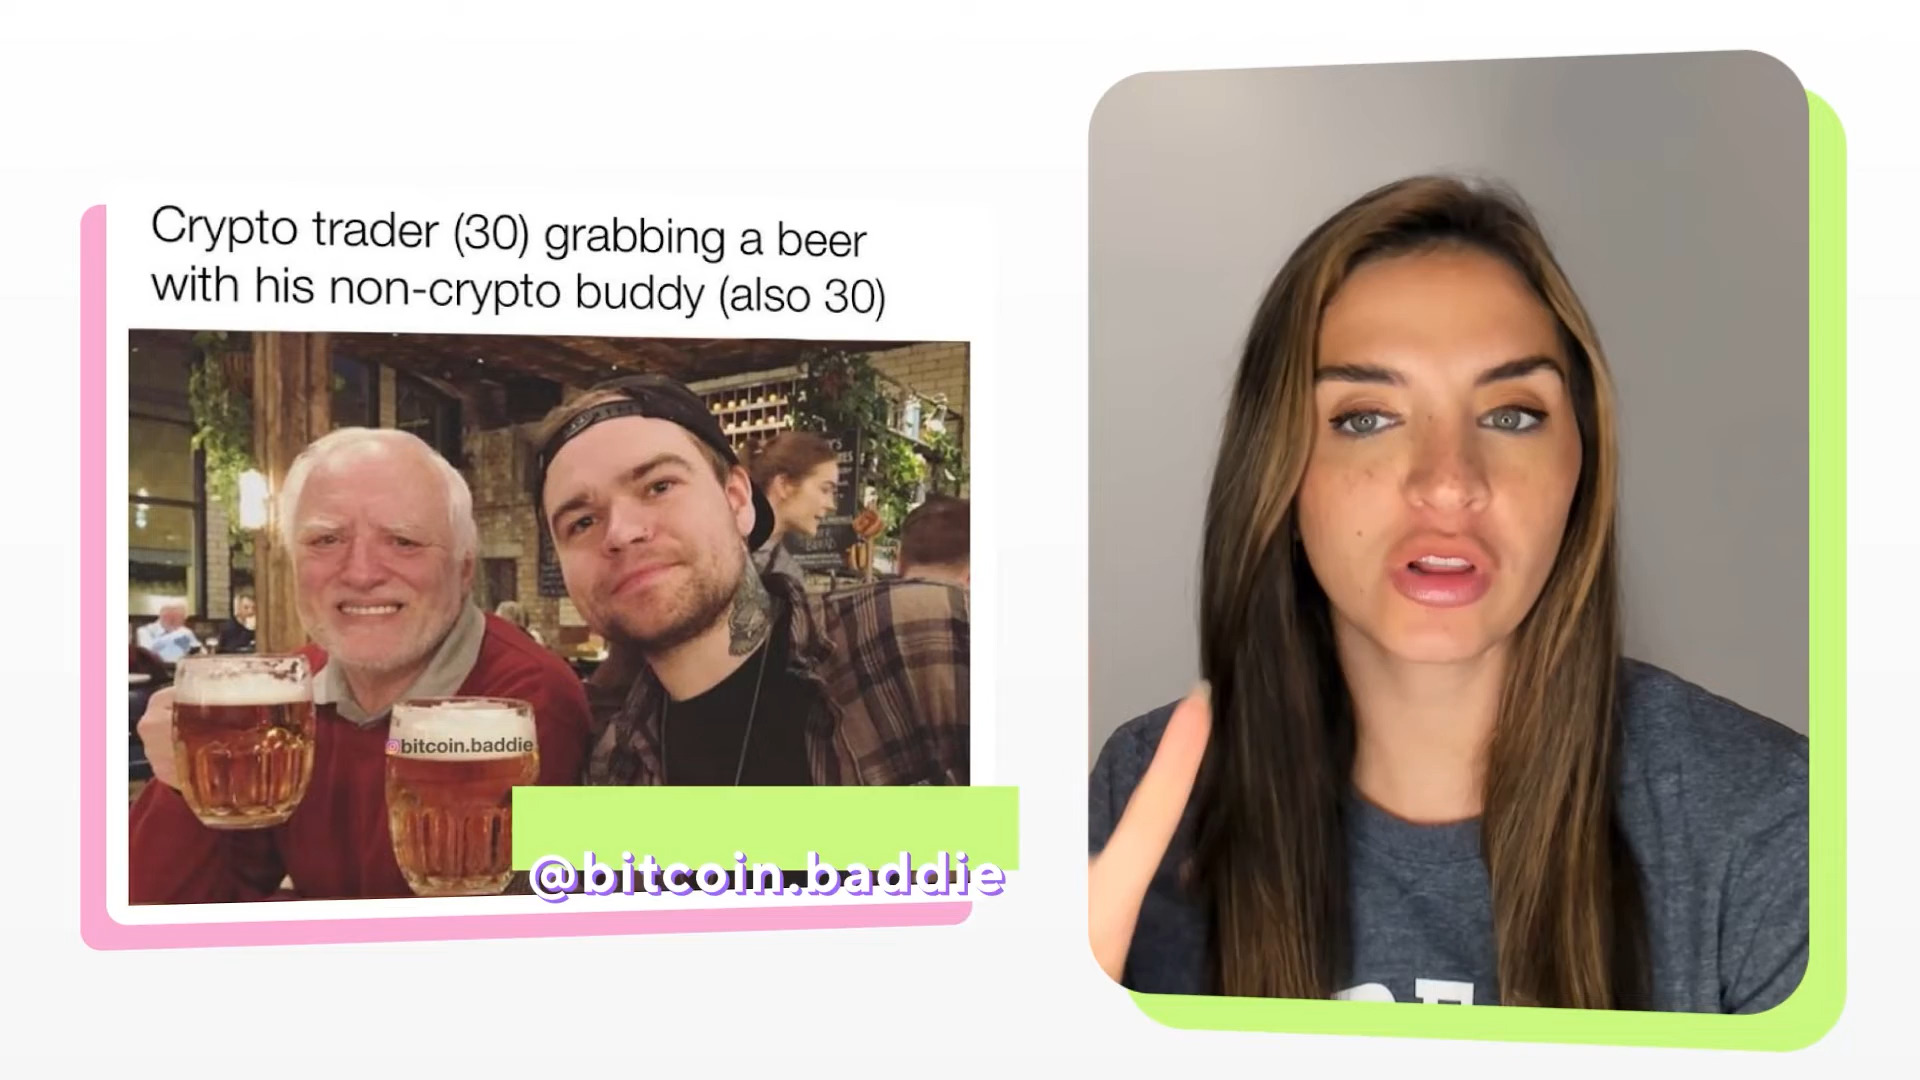 Crypto trader (30) grabbing a beer
with his non-crypto buddy (also 30)
@bitcoin.baddie
@bitcoin.baddie